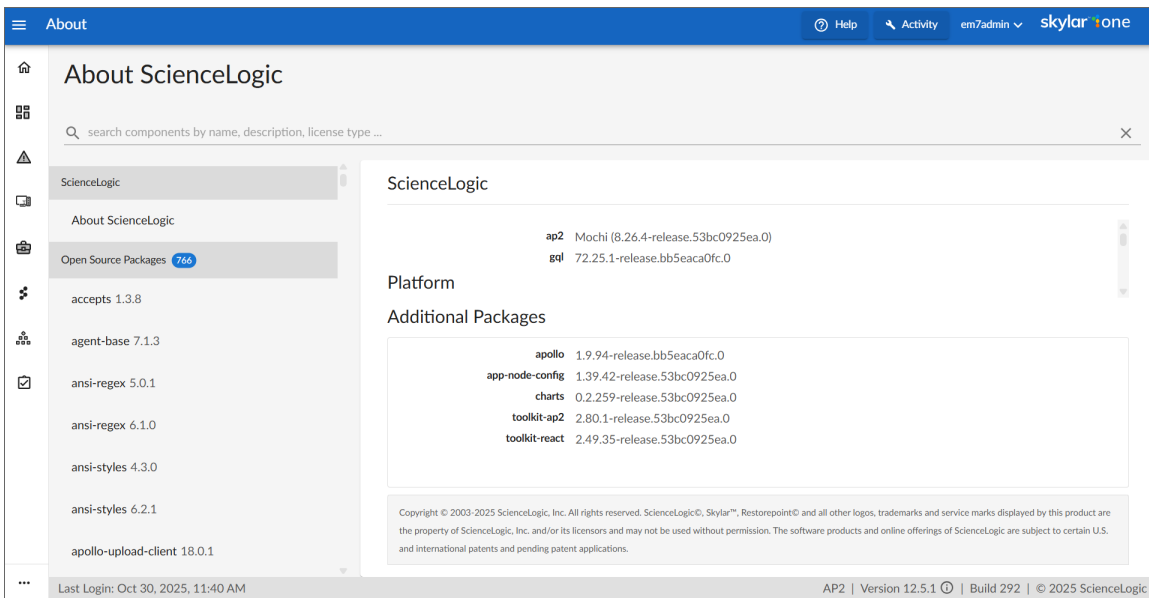 About
Help
Activity
em7admin
skylar one
About ScienceLogic
search components by name, description, license type ...
ScienceLogic
About ScienceLogic
Open Source Packages 766
accepts 1.3.8
agent-base 7.1.3
ansi-regex 5.0.1
ansi-regex 6.1.0
ansi-styles 4.3.0
ansi-styles 6.2.1
apollo-upload-client 18.0.1
ScienceLogic
ap2 Mochi (8.26.4-release.53bc0925ea.0)
gql 72.25.1-release.bb5eaca0fc.0
Platform
Additional Packages
apollo 1.9.94-release.bb5eaca0fc.0
app-node-config 1.39.42-release.53bc0925ea.0
charts 0.2.259-release.53bc0925ea.0
toolkit-ap2 2.80.1-release.53bc0925ea.0
toolkit-react 2.49.35-release.53bc0925ea.0
Copyright © 2003-2025 ScienceLogic, Inc. All rights reserved. ScienceLogic©, Skylar™, Restorepoint© and all other logos, trademarks and service marks displayed by this product are
the property of ScienceLogic, Inc. and/or its licensors and may not be used without permission. The software products and online offerings of ScienceLogic are subject to certain U.S.
and international patents and pending patent applications.
Last Login: Oct 30, 2025, 11:40 AM
AP2 | Version 12.5.1 | Build 292 | © 2025 ScienceLogic